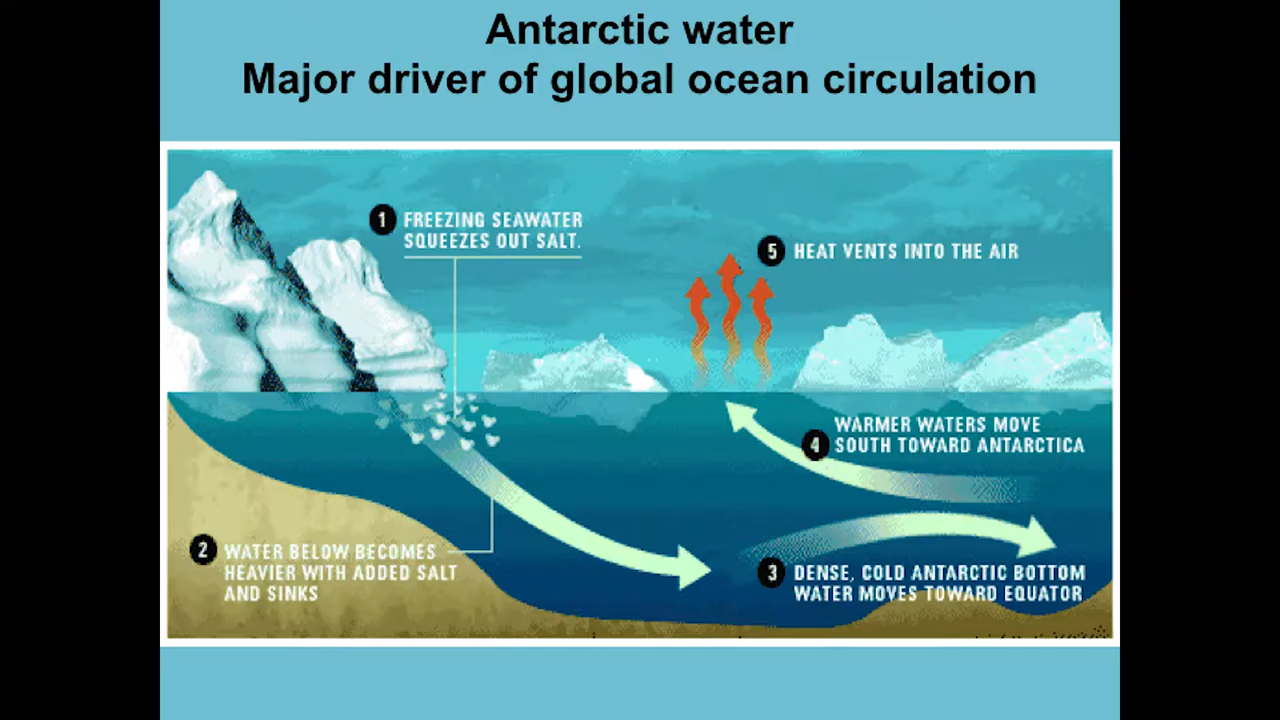 Antarctic water
Major driver of global ocean circulation
1 FREEZING SEAWATER
SQUEEZES OUT SALT.
5 HEAT VENTS INTO THE AIR
WARMER WATERS MOVE
4 SOUTH TOWARD ANTARCTICA
2 WATER BELOW BECOMES
HEAVIER WITH ADDED SALT
AND SINKS
3 DENSE, COLD ANTARCTIC BOTTOM
WATER MOVES TOWARD EQUATOR